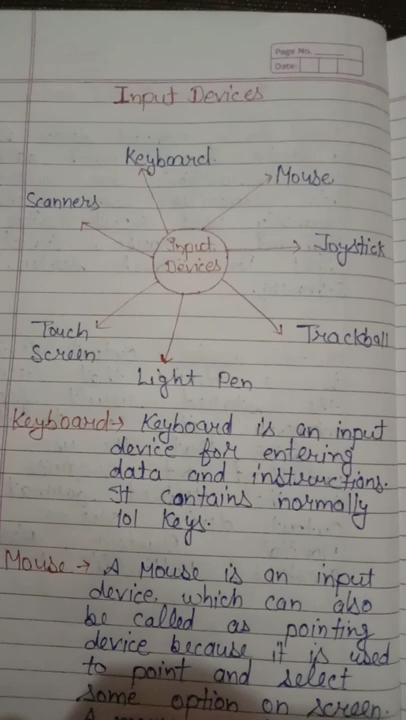 Page No.
Date:
Input Devices
Keyboard
Mouse
Scanners
Input
Devices
Joystick
Touch
Screen
Trackball
Light Pen
Keyboard → Keyboard is an input
device for entering
data and instructions.
It contains normally
101 keys.
Mouse → A Mouse is an input
device, which can also
be called as pointing
device because it is used
to point and select
some option on screen.